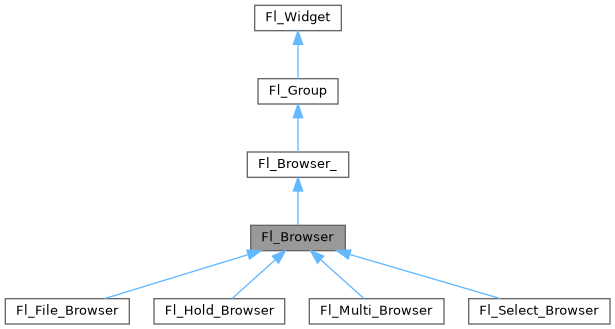 Fl_Widget
Fl_Group
Fl_Browser_
Fl_Browser
Fl_File_Browser
Fl_Hold_Browser
Fl_Multi_Browser
Fl_Select_Browser